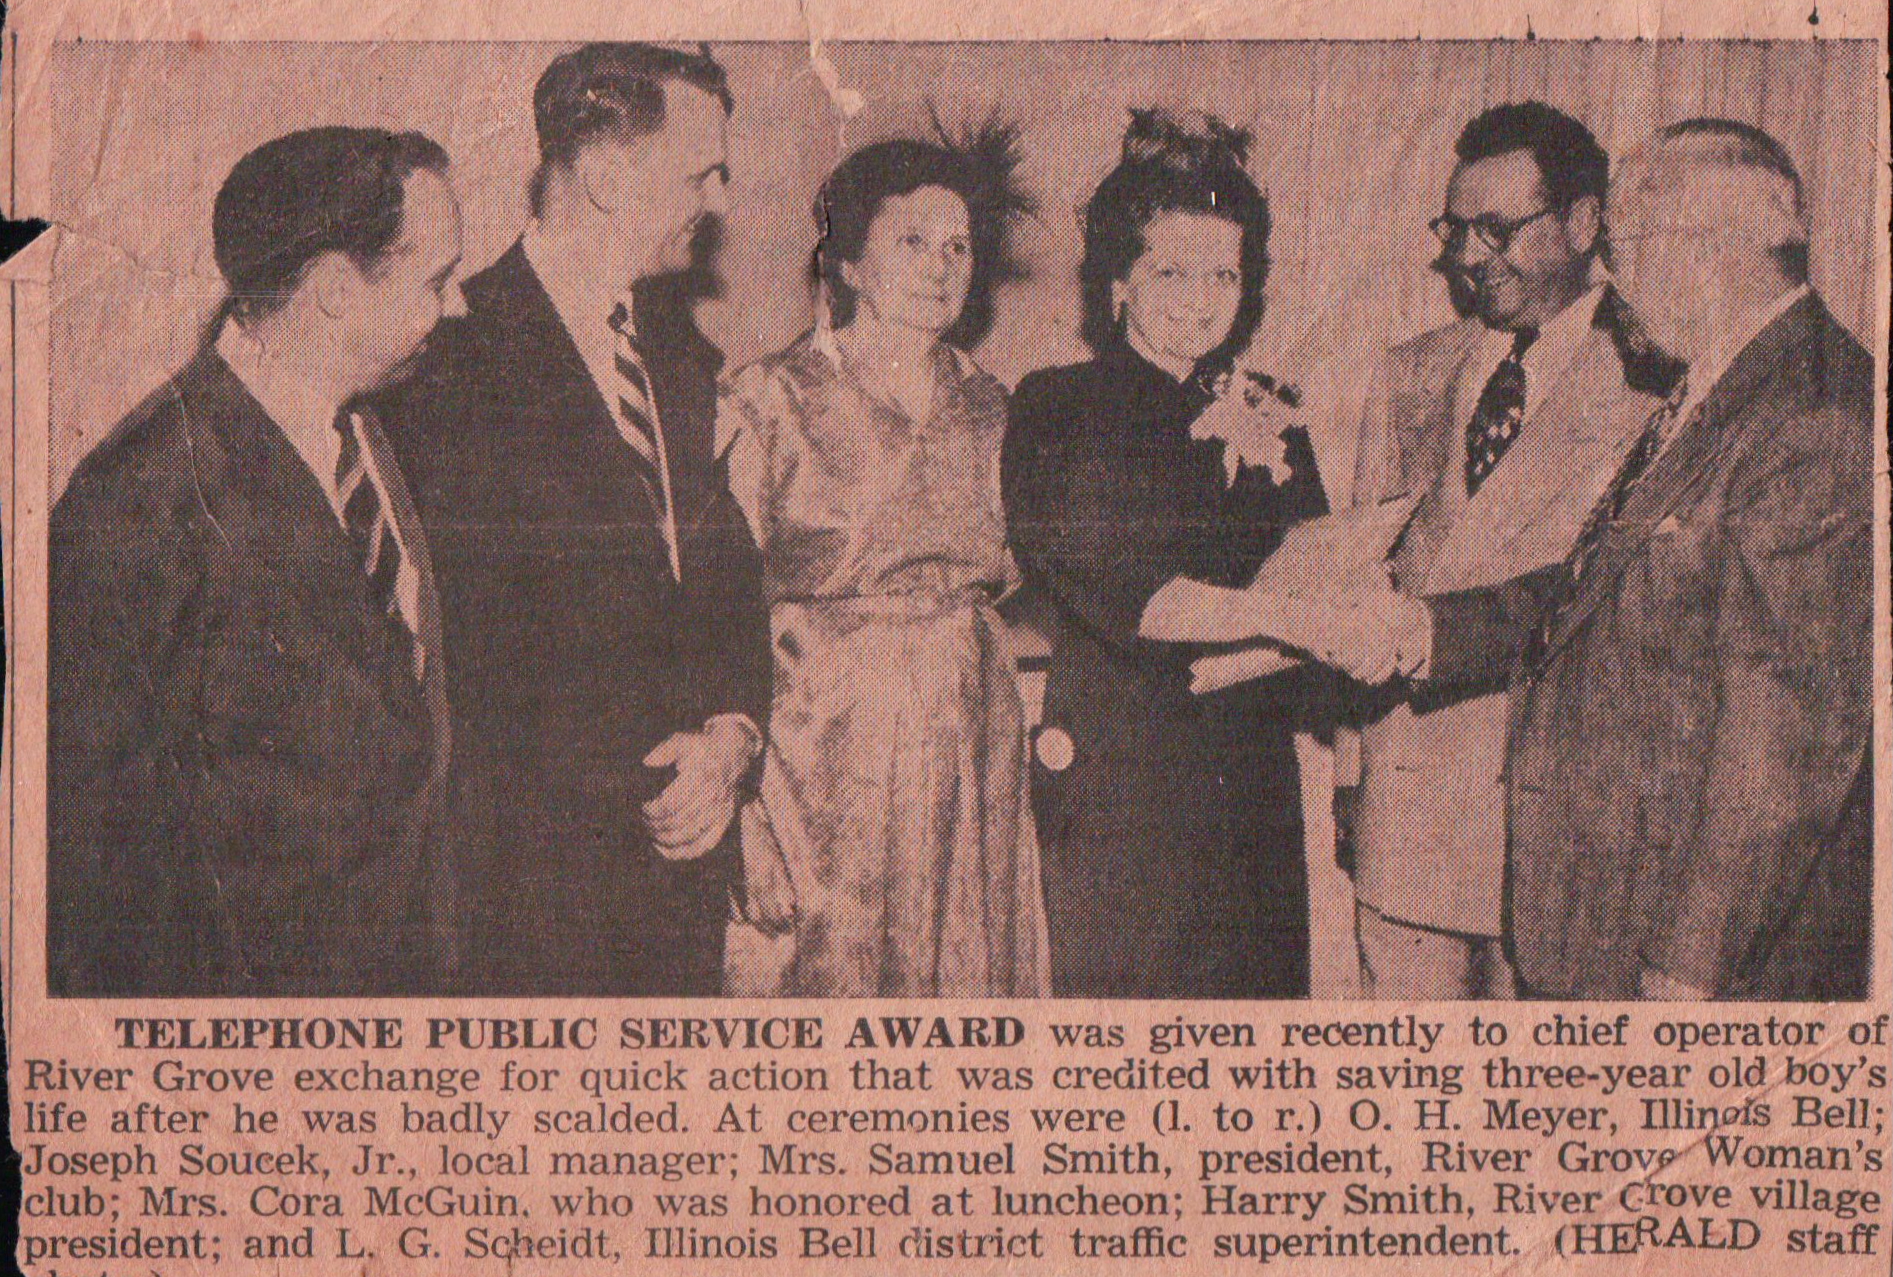 TELEPHONE PUBLIC SERVICE AWARD was given recently to chief operator of
River Grove exchange for quick action that was credited with saving three-year old boy's
life after he was badly scalded. At ceremonies were (l. to r.) O. H. Meyer, Illinois Bell;
Joseph Soucek, Jr., local manager; Mrs. Samuel Smith, president, River Grove Woman's
club; Mrs. Cora McGuin, who was honored at luncheon; Harry Smith, River Grove village
president; and L. G. Scheidt, Illinois Bell district traffic superintendent. (HERALD staff